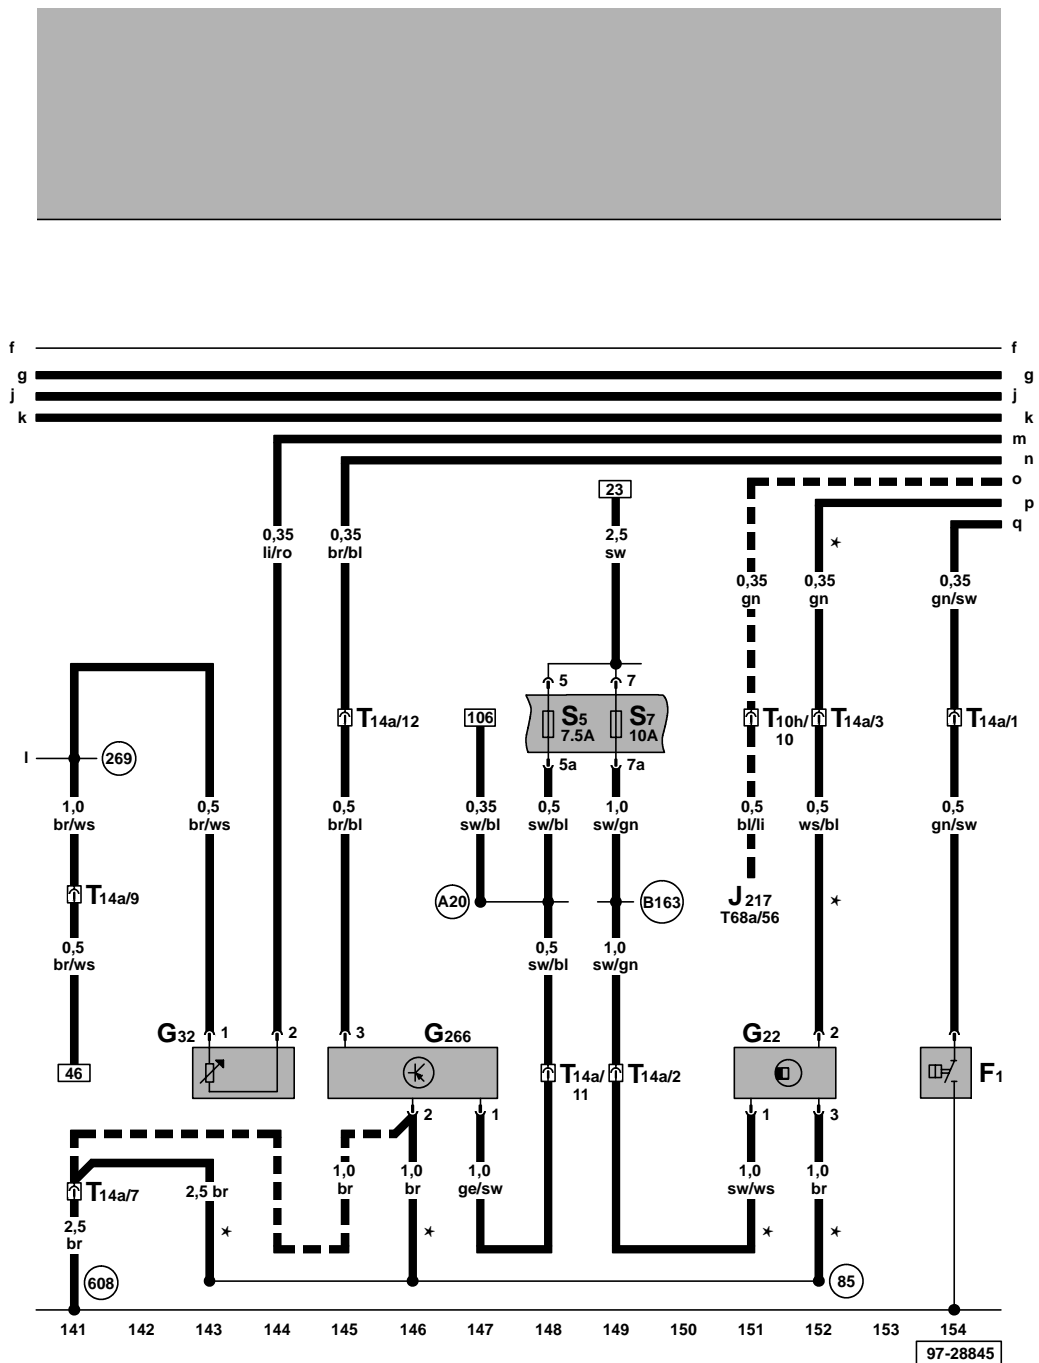 f f
g g
j j
k k
m
n
o
23 p
q
0,35 0,35 2,5
li/ro br/bl sw
0,35 0,35 0,35
gn gn gn/sw
5 7
106 T14a/12 S5 S7 T10h/ T14a/3 T14a/1
7.5A 10A 10
l 269 5a 7a
1,0 0,5 0,5 0,35 0,5 1,0 0,5 0,5 0,5
br/ws br/ws br/bl sw/bl sw/bl sw/gn bl/li ws/bl gn/sw
T14a/9 A20 B163 J217
T68a/56
0,5 0,5 1,0
br/ws sw/bl sw/gn
G32 1 2 3 G266 G22 2
46 T14a/ T14a/2 F1
11
2 1 1 3
1,0 1,0 1,0 1,0 1,0
br br ge/sw sw/ws br
T14a/7 2,5 br
2,5
br
608 85
141 142 143 144 145 146 147 148 149 150 151 152 153 154
97-28845